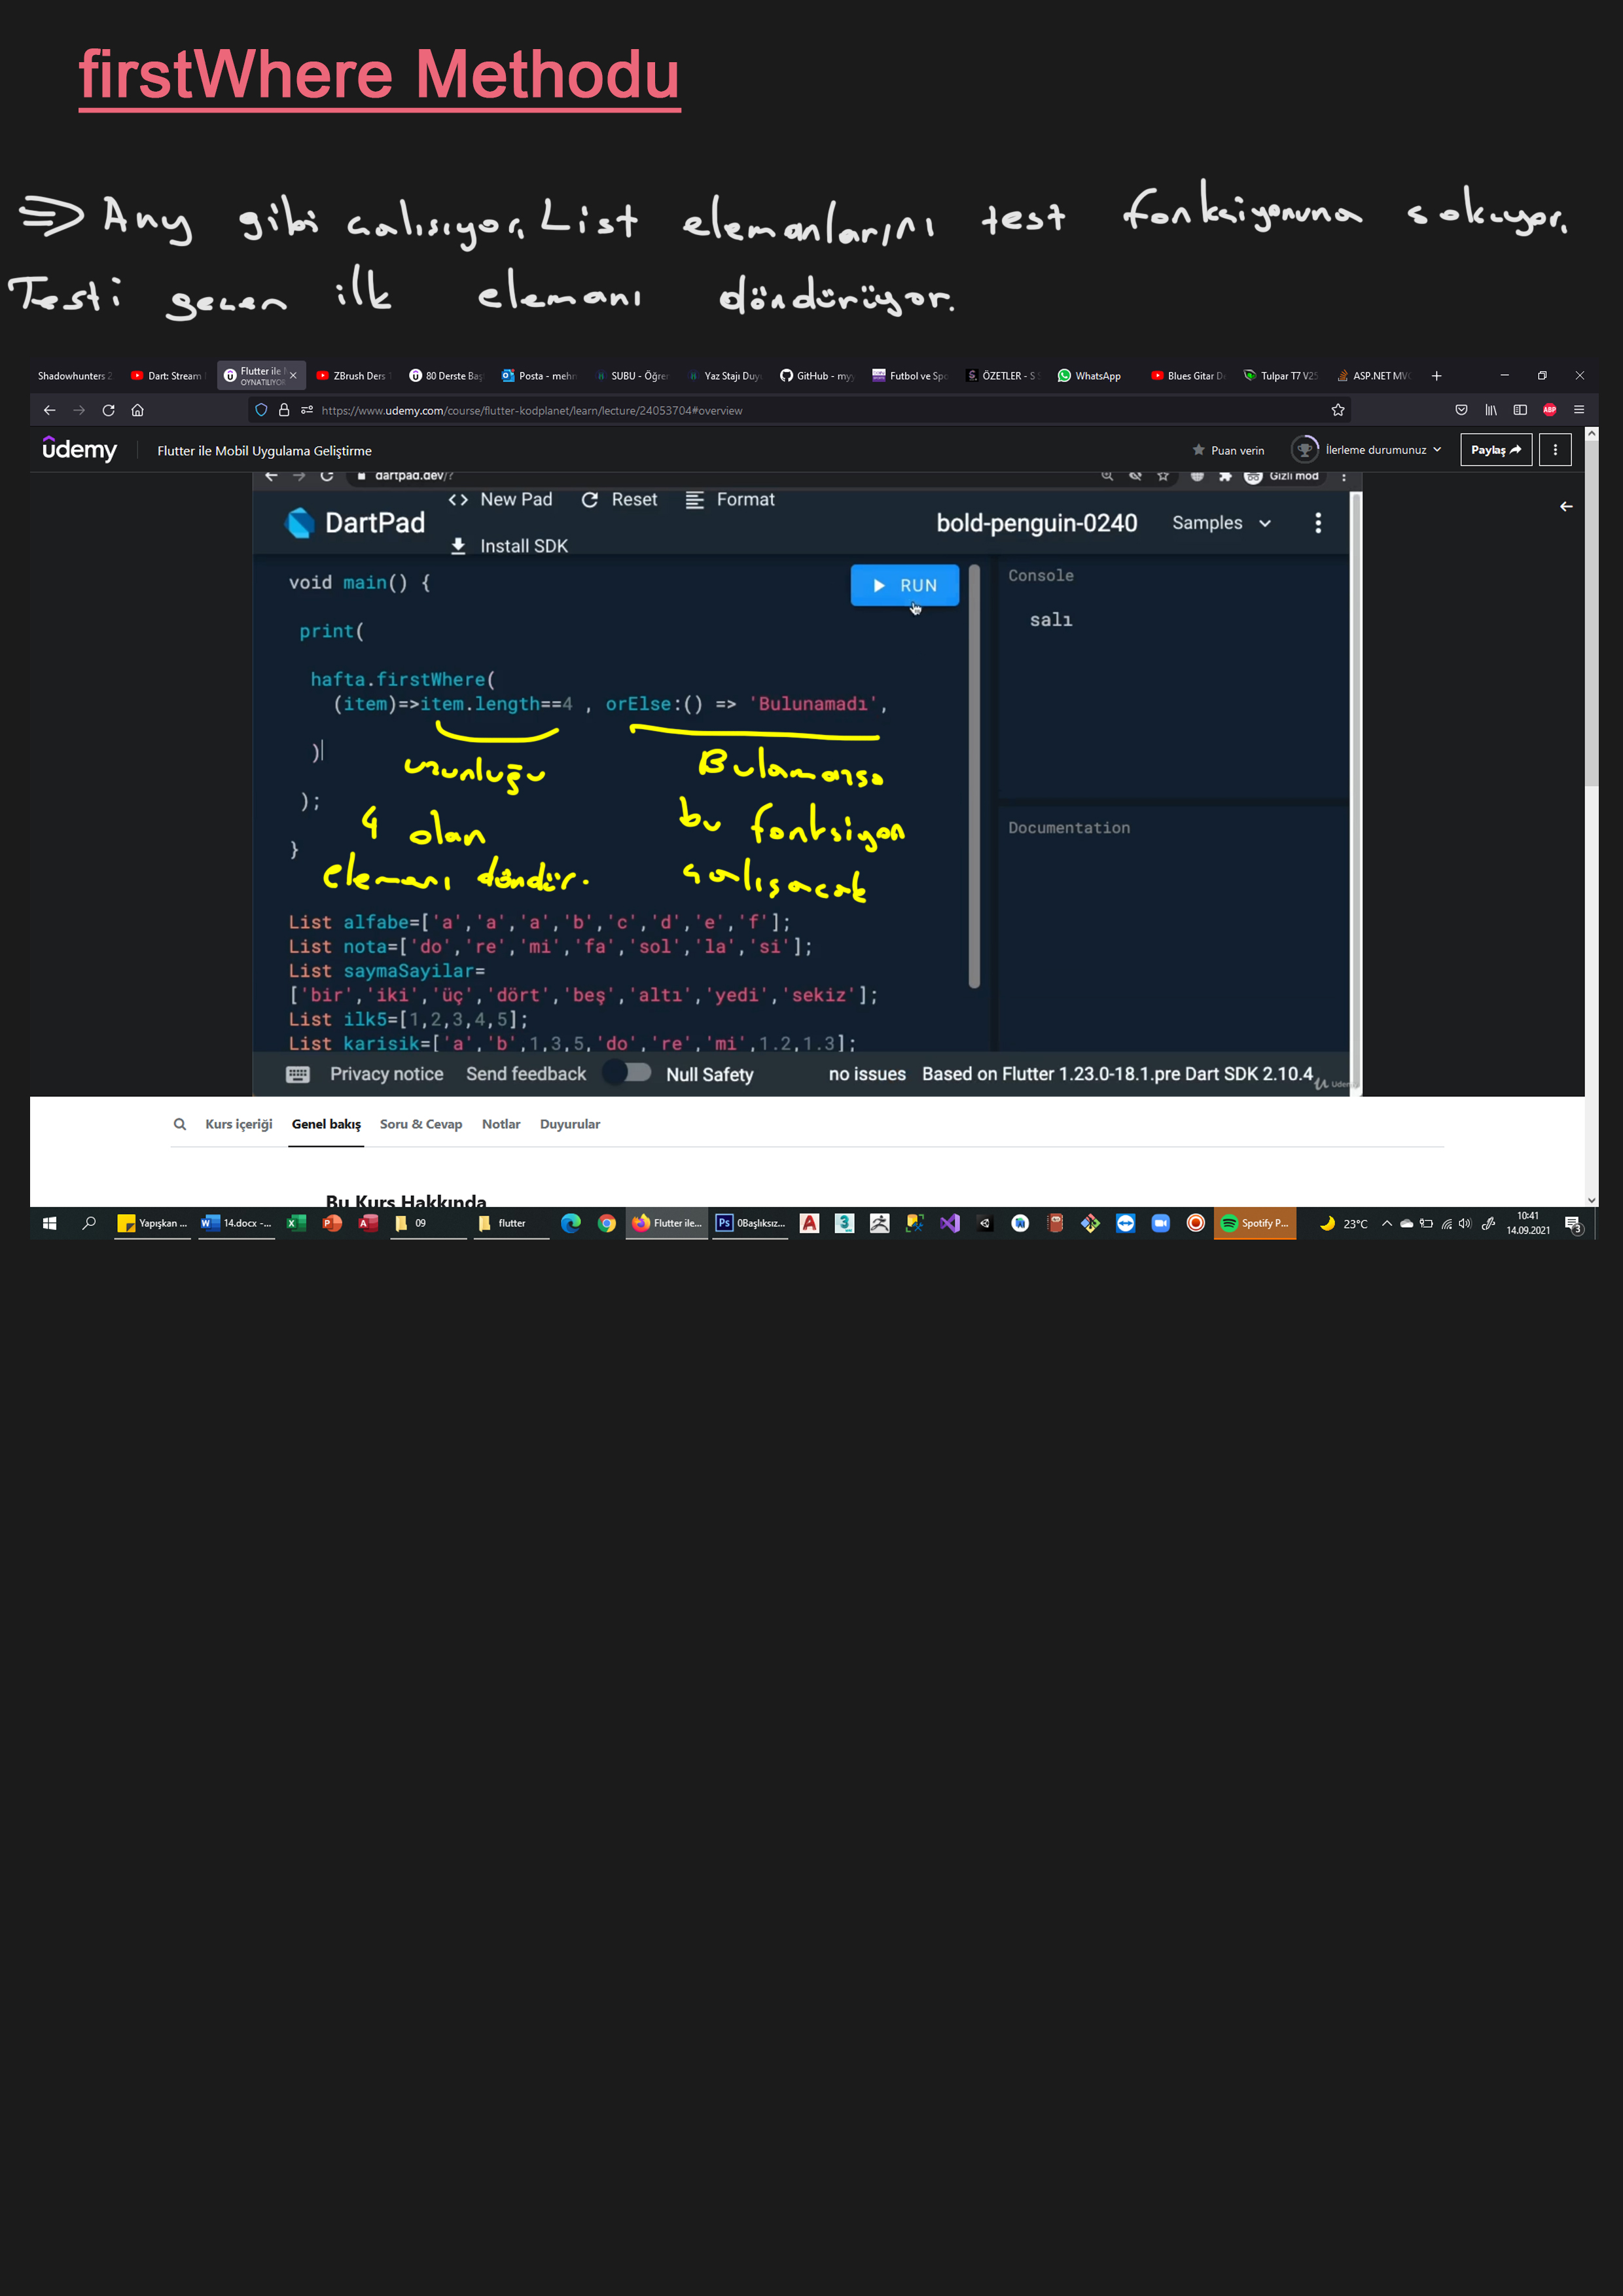 firstWhere Methodu
⇒ Any gibi calısıyor. List elemanlarını test fonksiyonuna sokuyor.
Testi geçen ilk elemanı döndürüyor.
Shadowhunters 2
Dart: Stream
Flutter ile
OYNATILIYOR
ZBrush Ders
80 Derste Baş
Posta - mehm
SUBU - Öğre
Yaz Stajı Duy
GitHub - my
Futbol ve Spo
ÖZETLER - S
WhatsApp
Blues Gitar D
Tulpar T7 V25
ASP.NET MV
https://www.udemy.com/course/flutter-kodplanet/learn/lecture/24053704#overview
ABP
ûdemy
Flutter ile Mobil Uygulama Geliştirme
Puan verin
İlerleme durumunuz
Paylaş
dartpad.dev/?
Gizli mod
<> New Pad
Reset
Format
DartPad
Install SDK
bold-penguin-0240
Samples
void main() {
RUN
Console
print(
salı
hafta.firstWhere(
(item)=>item.length==4 , orElse:() => 'Bulunamadı',
)
uzunluğu
4 olan
elemanı döndür.
Bulamazsa
bu fonksiyon
çalışacak
);
}
Documentation
List alfabe=['a','a','a','b','c','d','e','f'];
List nota=['do','re','mi','fa','sol','la','si'];
List saymaSayilar=
['bir','iki','üç','dört','beş','altı','yedi','sekiz'];
List ilk5=[1,2,3,4,5];
List karisik=['a','b',1,3,5,'do','re','mi',1.2,1.3];
Privacy notice
Send feedback
Null Safety
no issues
Based on Flutter 1.23.0-18.1.pre Dart SDK 2.10.4
Kurs içeriği
Genel bakış
Soru & Cevap
Notlar
Duyurular
Bu Kurs Hakkında
Yapışkan ...
14.docx -...
09
flutter
Flutter ile...
0Başlıksız...
Spotify P...
23°C
10:41
14.09.2021
3